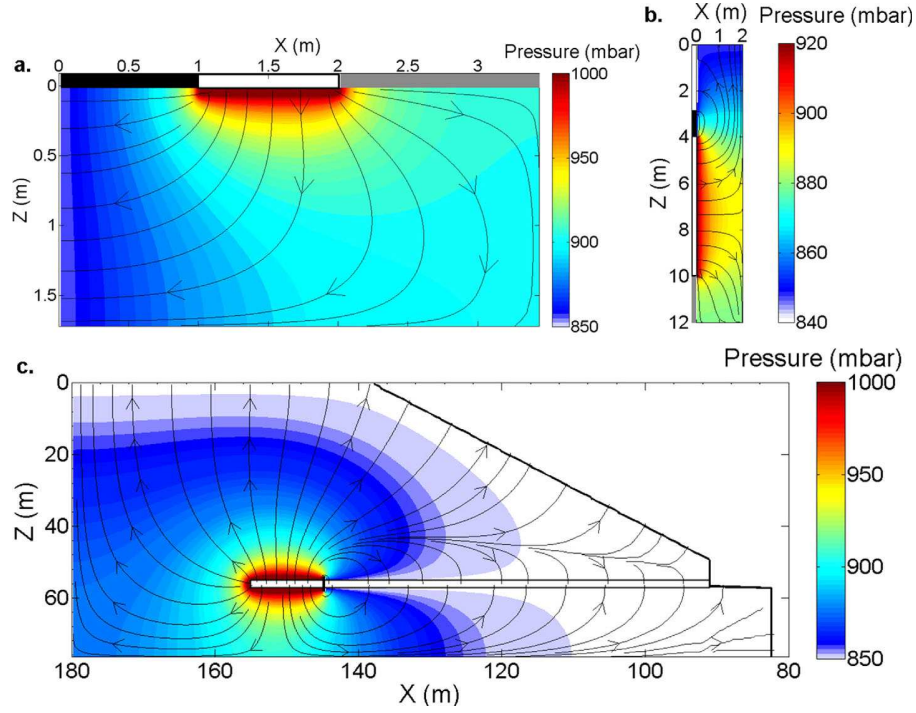 a.
X (m)
Pressure (mbar)
0 0.5 1 1.5 2 2.5 3
0
0.5
1
1.5
Z (m)
1000
950
900
850
b.
X (m)
Pressure (mbar)
0 1 2
0
2
4
6
8
10
12
Z (m)
920
900
880
860
840
c.
Pressure (mbar)
0
20
40
60
Z (m)
180 160 140 120 100 80
X (m)
1000
950
900
850